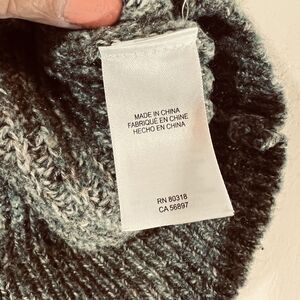 MADE IN CHINA
FABRIQUÉ EN CHINE
HECHO EN CHINA
RN 80318
CA 56897